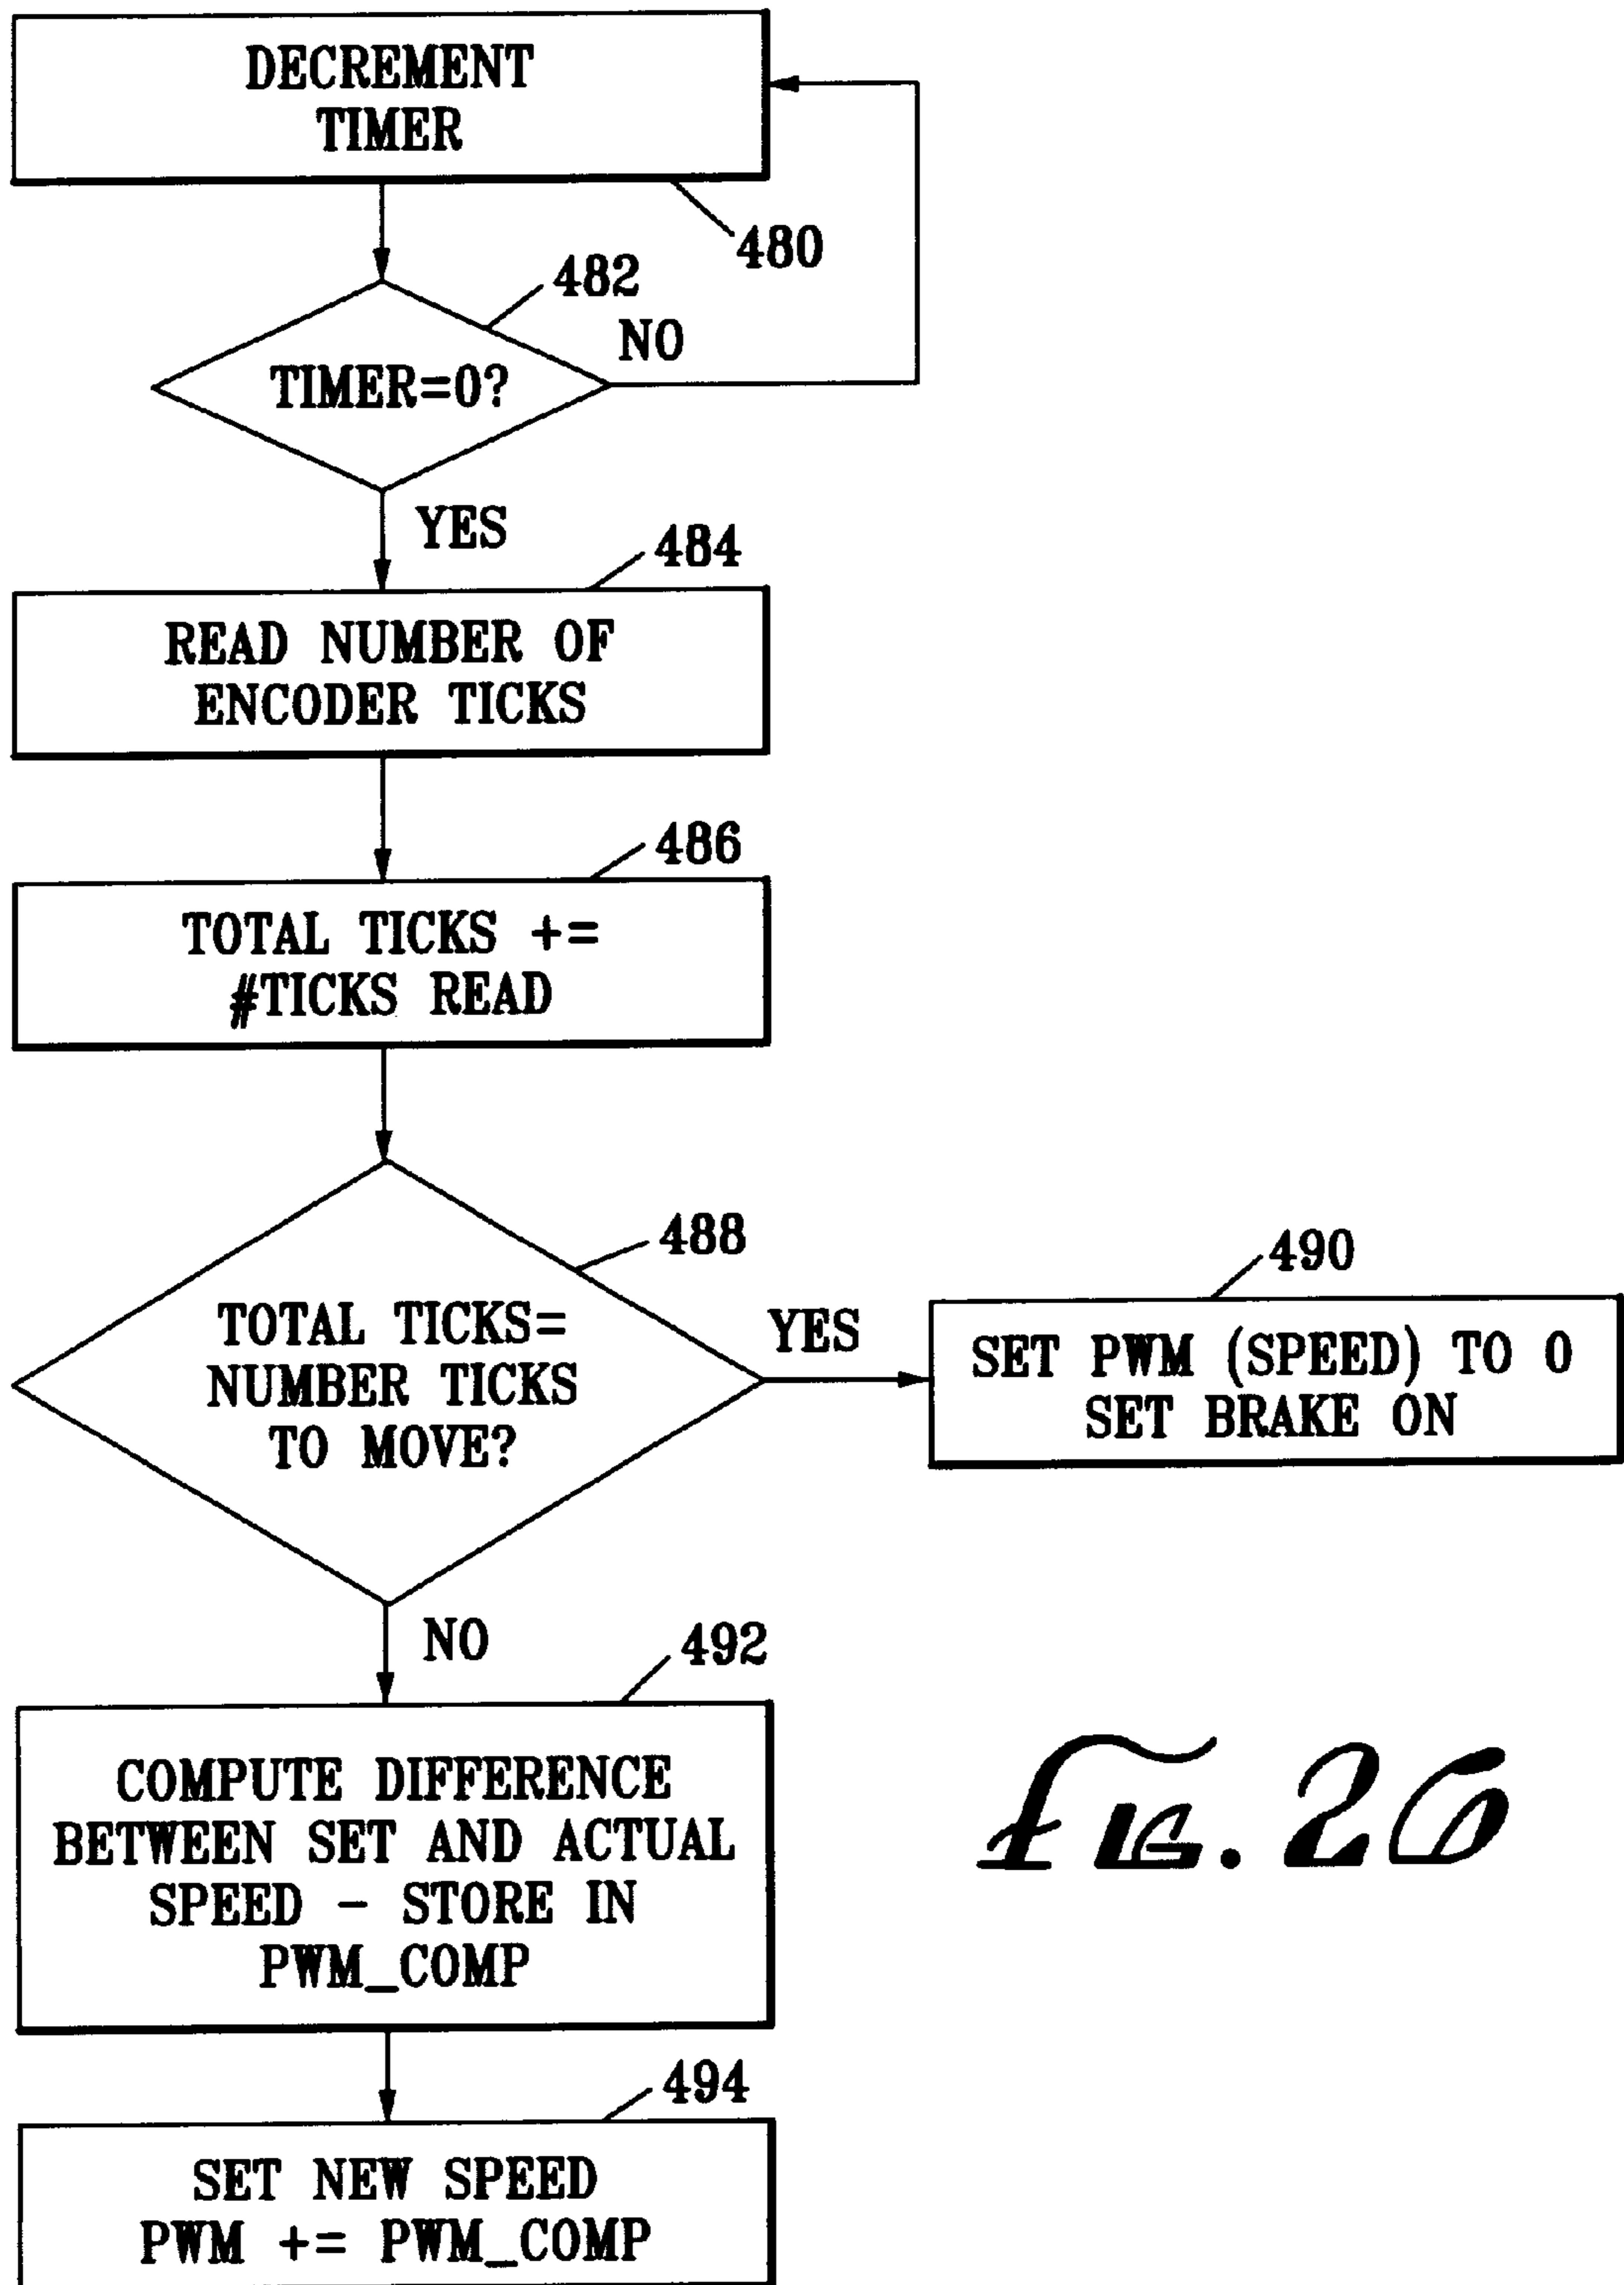 DECREMENT
TIMER
480
482
NO
TIMER=0?
YES
484
READ NUMBER OF
ENCODER TICKS
486
TOTAL TICKS +=
#TICKS READ
488
490
TOTAL TICKS=
NUMBER TICKS
TO MOVE?
YES
SET PWM (SPEED) TO 0
SET BRAKE ON
NO
492
COMPUTE DIFFERENCE
BETWEEN SET AND ACTUAL
SPEED - STORE IN
PWM_COMP
FIG. 26
494
SET NEW SPEED
PWM += PWM_COMP